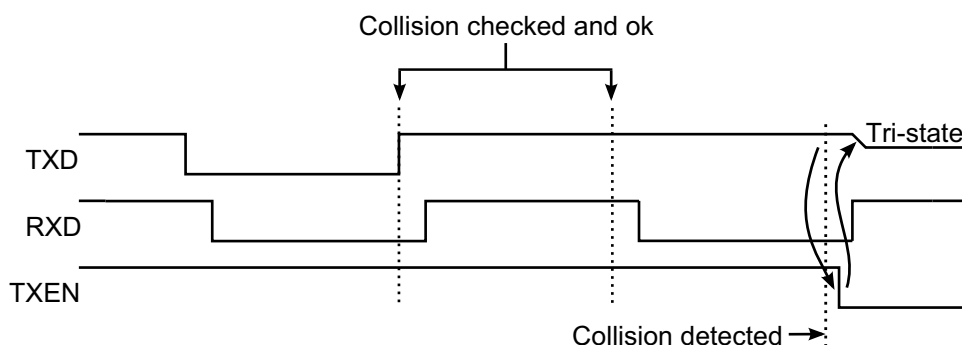 Collision checked and ok
TXD
Tri-state
RXD
TXEN
Collision detected